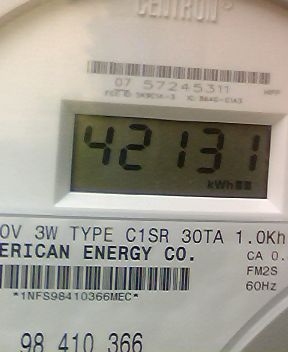 CENTRON®
07 57245311
42131
kWh
0V 3W TYPE C1SR 30TA 1.0Kh
ERICAN ENERGY CO.
CA 0.
FM2S
*1NFS98410366MEC*
60Hz
98 410 366